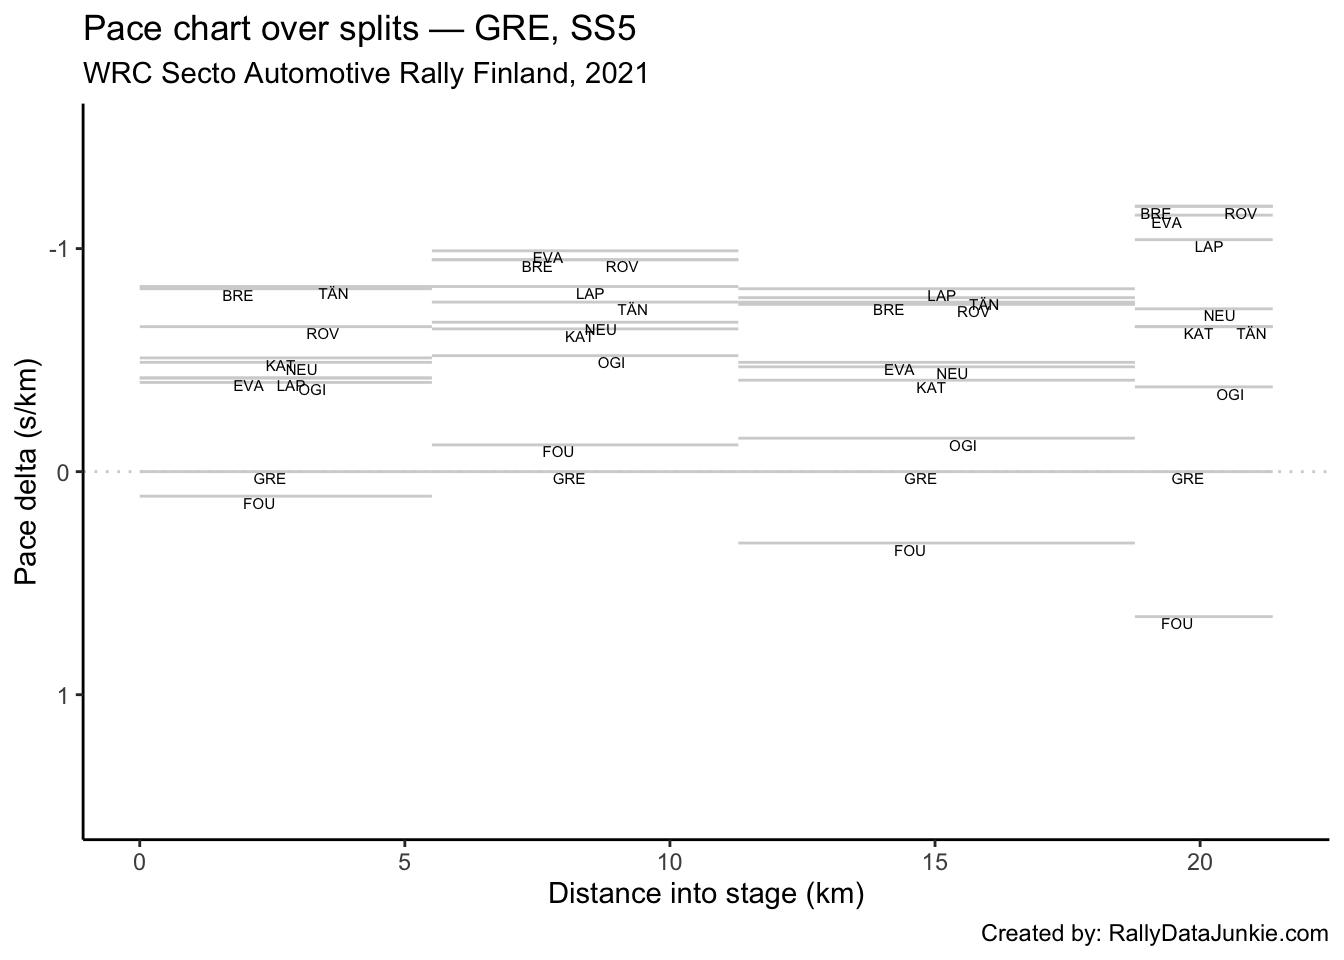 Pace chart over splits — GRE, SS5
WRC Secto Automotive Rally Finland, 2021
Pace delta (s/km)
-1
0
1
BRE TÄN
ROV
KAT NEU
EVA LAP OGI
GRE
FOU
EVA
BRE ROV
LAP
TÄN
NEU
KAT
OGI
FOU
GRE
LAP
TÄN
BRE ROV
EVA NEU
KAT
OGI
GRE
FOU
BRE ROV
EVA
LAP
NEU
KAT TÄN
OGI
GRE
FOU
0 5 10 15 20
Distance into stage (km)
Created by: RallyDataJunkie.com